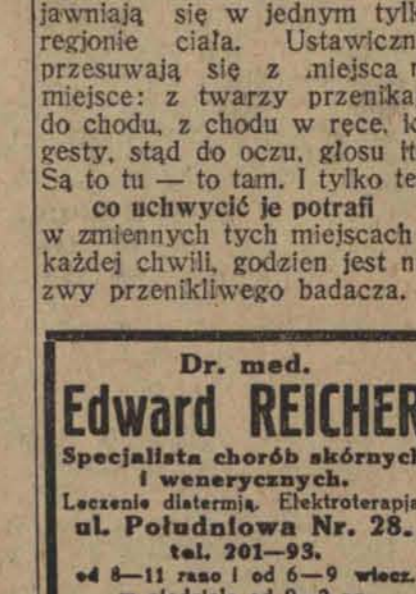 jawniają się w jednym tylk
regjonie ciała. Ustawiczn
przesuwają się z miejsca n
miejsce: z twarzy przenika
do chodu, z chodu w ręce, i
gesty, stąd do oczu, głosu it
Są to tu — to tam. I tylko te
co uchwycić je potrafi
w zmiennych tych miejscach
każdej chwili, godzien jest n
zwy przenikliwego badacza.
Dr. med.
Edward REICHER
Specjalista chorób skórnych
i wenerycznych.
Leczenie diatermją. Elektroterapja
ul. Południowa Nr. 28.
tel. 201—93.
od 8—11 rano i od 6—9 wiecz.